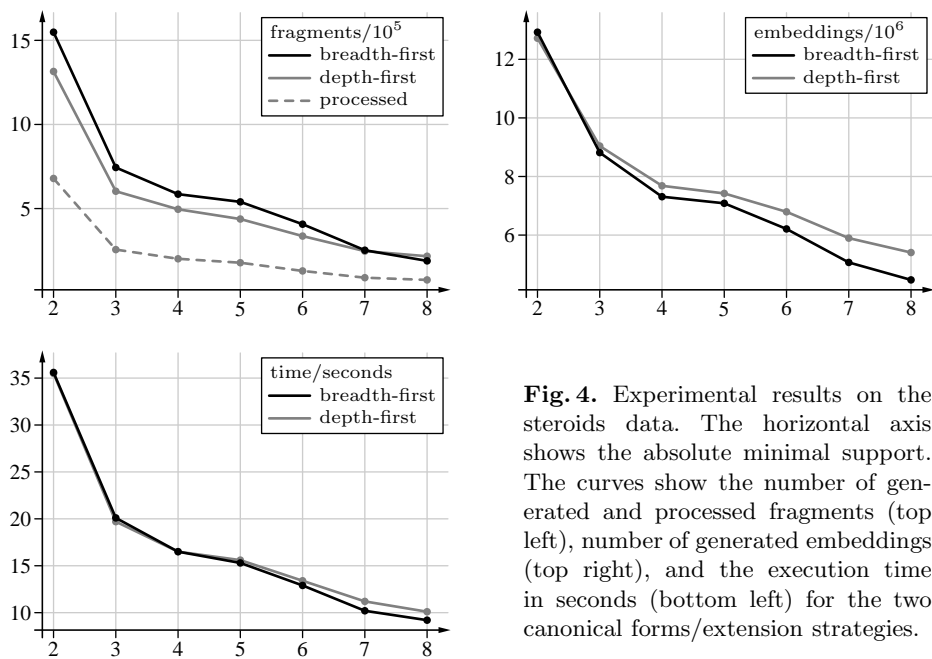 fragments/10⁵
breadth-first
depth-first
processed
15
10
5
2 3 4 5 6 7 8
embeddings/10⁶
breadth-first
depth-first
12
10
8
6
2 3 4 5 6 7 8
time/seconds
breadth-first
depth-first
35
30
25
20
15
10
2 3 4 5 6 7 8
Fig. 4. Experimental results on the
steroids data. The horizontal axis
shows the absolute minimal support.
The curves show the number of gen-
erated and processed fragments (top
left), number of generated embeddings
(top right), and the execution time
in seconds (bottom left) for the two
canonical forms/extension strategies.